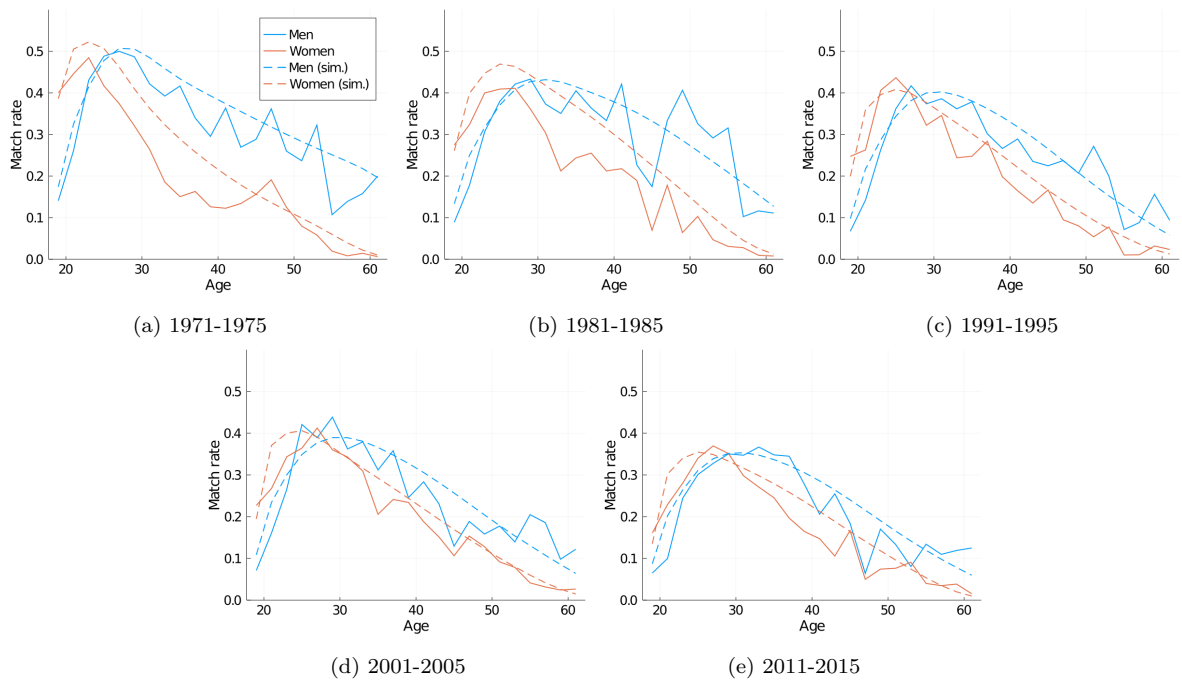 Men
Women
Men (sim.)
Women (sim.)
Match rate
0.5
0.4
0.3
0.2
0.1
0.0
20 30 40 50 60
Age
(a) 1971-1975
Match rate
0.5
0.4
0.3
0.2
0.1
0.0
20 30 40 50 60
Age
(b) 1981-1985
Match rate
0.5
0.4
0.3
0.2
0.1
0.0
20 30 40 50 60
Age
(c) 1991-1995
Match rate
0.5
0.4
0.3
0.2
0.1
0.0
20 30 40 50 60
Age
(d) 2001-2005
Match rate
0.5
0.4
0.3
0.2
0.1
0.0
20 30 40 50 60
Age
(e) 2011-2015